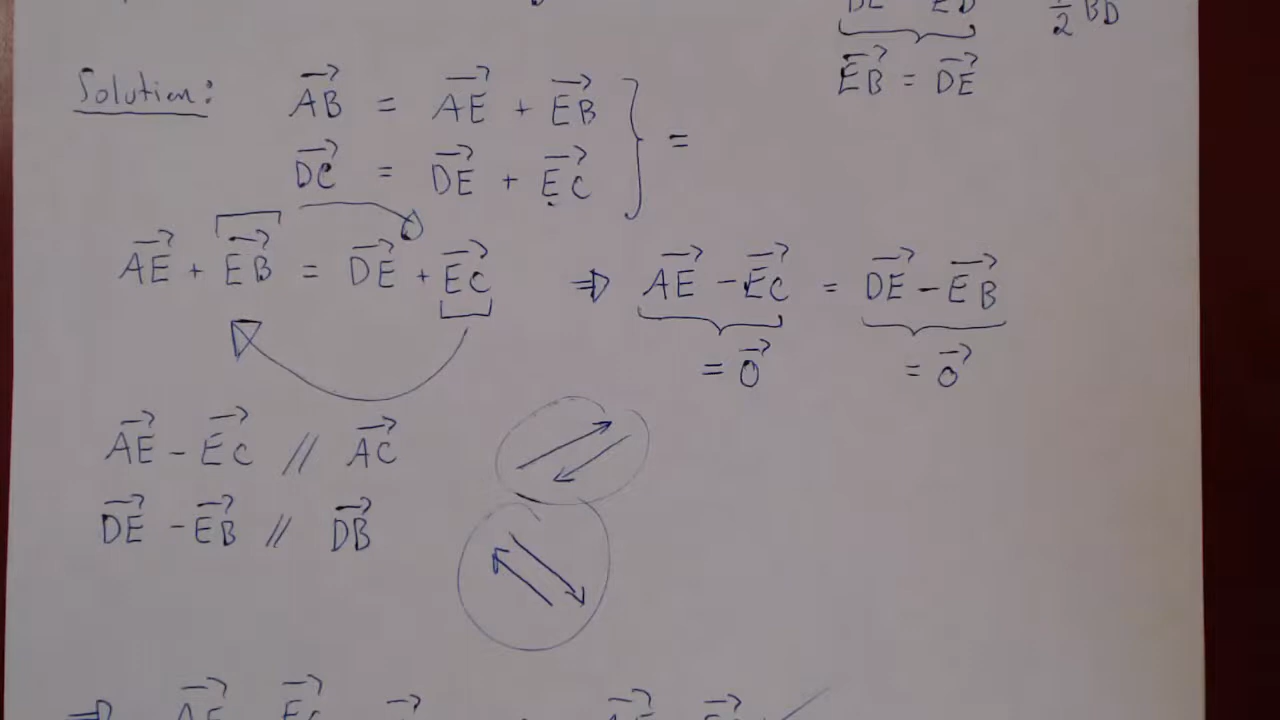 1/2 BD
EB⃗ = DE⃗
Solution: AB⃗ = AE⃗ + EB⃗ } =
DC⃗ = DE⃗ + EC⃗
AE⃗ + EB⃗ = DE⃗ + EC⃗ ⇒ AE⃗ - EC⃗ = DE⃗ - EB⃗
= 0⃗ = 0⃗
AE⃗ - EC⃗ // AC⃗
DE⃗ - EB⃗ // DB⃗